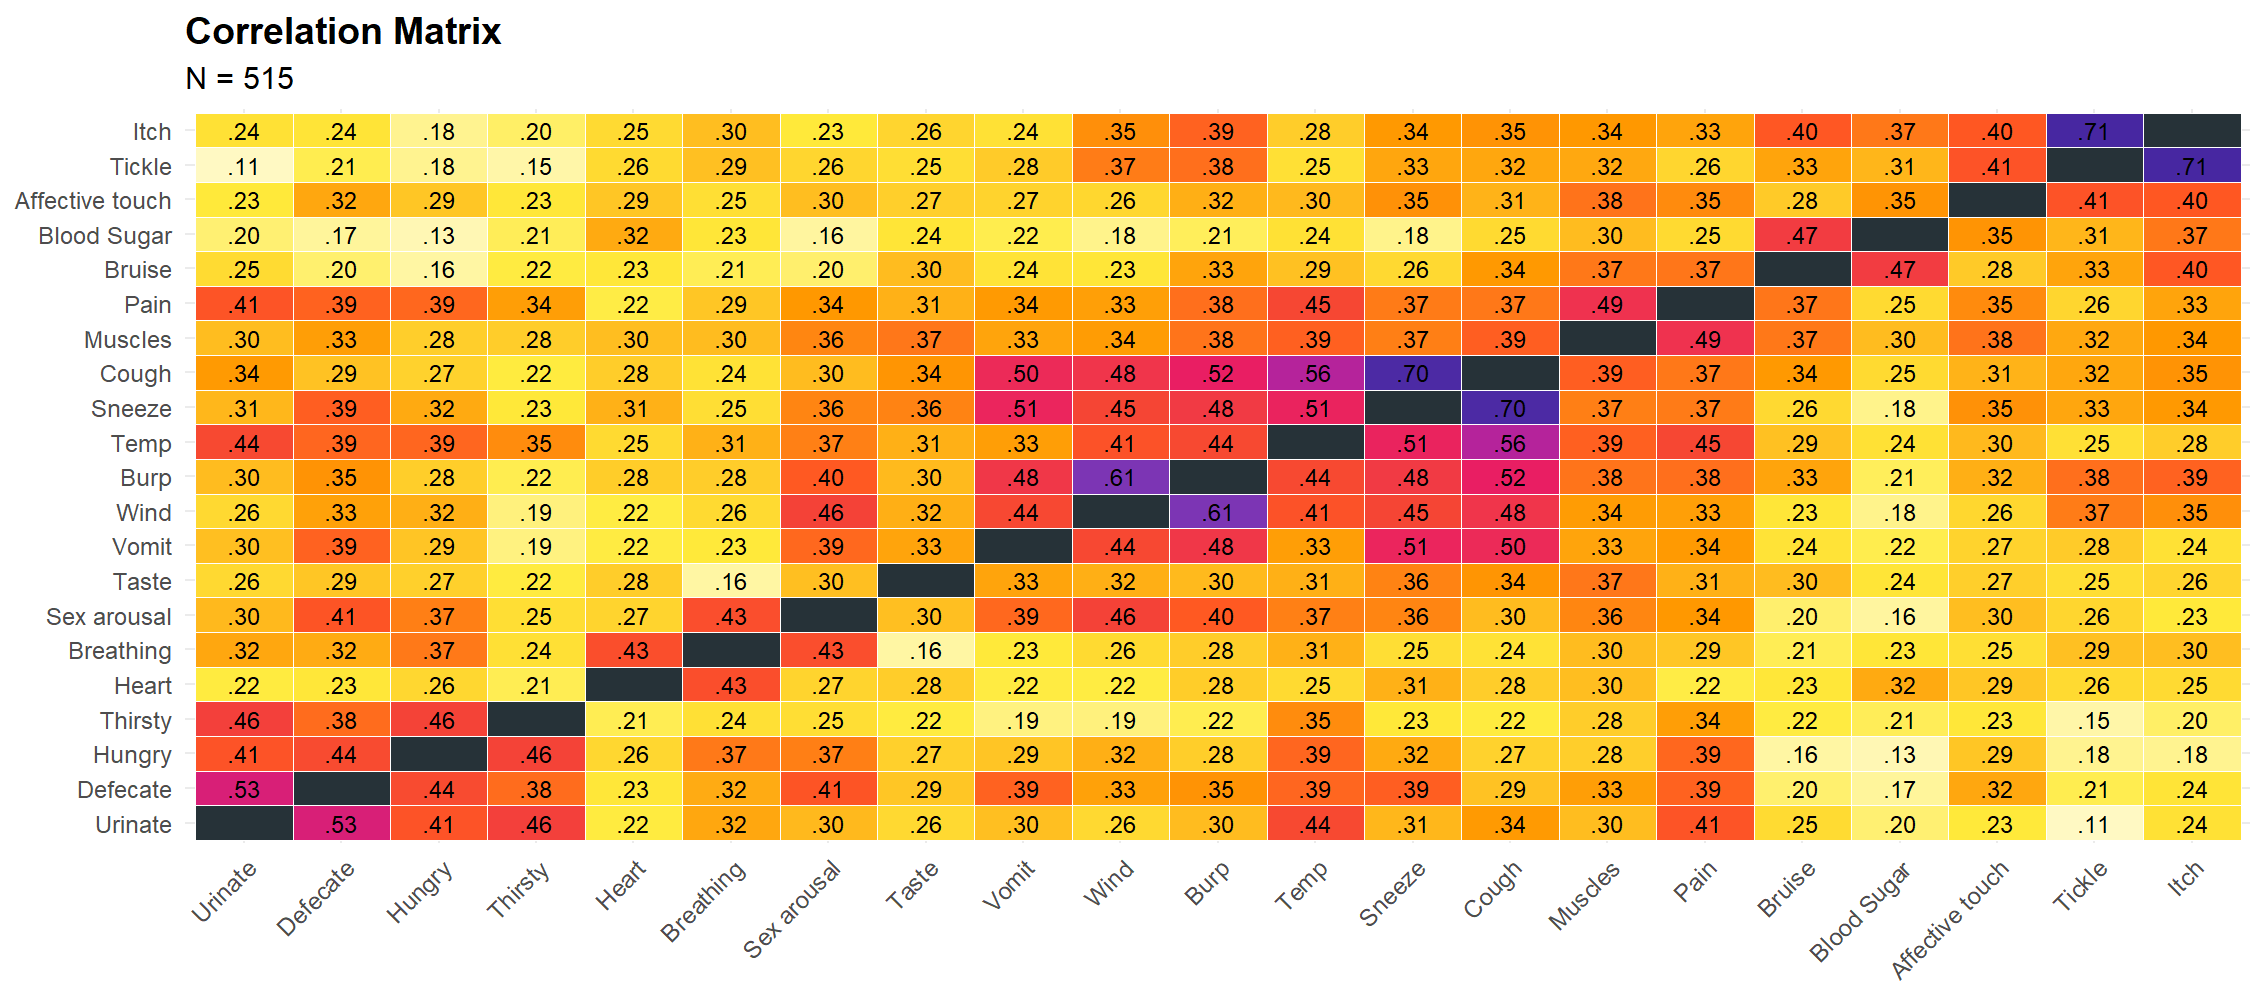 Correlation Matrix
N = 515
Itch .24 .24 .18 .20 .25 .30 .23 .26 .24 .35 .39 .28 .34 .35 .34 .33 .40 .37 .40 .71
Tickle .11 .21 .18 .15 .26 .29 .26 .25 .28 .37 .38 .25 .33 .32 .32 .26 .33 .31 .41 .71
Affective touch .23 .32 .29 .23 .29 .25 .30 .27 .27 .26 .32 .30 .35 .31 .38 .35 .28 .35 .41 .40
Blood Sugar .20 .17 .13 .21 .32 .23 .16 .24 .22 .18 .21 .24 .18 .25 .30 .25 .47 .35 .31 .37
Bruise .25 .20 .16 .22 .23 .21 .20 .30 .24 .23 .33 .29 .26 .34 .37 .37 .47 .28 .33 .40
Pain .41 .39 .39 .34 .22 .29 .34 .31 .34 .33 .38 .45 .37 .37 .49 .37 .25 .35 .26 .33
Muscles .30 .33 .28 .28 .30 .30 .36 .37 .33 .34 .38 .39 .37 .39 .49 .37 .30 .38 .32 .34
Cough .34 .29 .27 .22 .28 .24 .30 .34 .50 .48 .52 .56 .70 .39 .37 .34 .25 .31 .32 .35
Sneeze .31 .39 .32 .23 .31 .25 .36 .36 .51 .45 .48 .51 .70 .37 .37 .26 .18 .35 .33 .34
Temp .44 .39 .39 .35 .25 .31 .37 .31 .33 .41 .44 .51 .56 .39 .45 .29 .24 .30 .25 .28
Burp .30 .35 .28 .22 .28 .28 .40 .30 .48 .61 .44 .48 .52 .38 .38 .33 .21 .32 .38 .39
Wind .26 .33 .32 .19 .22 .26 .46 .32 .44 .61 .41 .45 .48 .34 .33 .23 .18 .26 .37 .35
Vomit .30 .39 .29 .19 .22 .23 .39 .33 .44 .48 .33 .51 .50 .33 .34 .24 .22 .27 .28 .24
Taste .26 .29 .27 .22 .28 .16 .30 .33 .32 .30 .31 .36 .34 .37 .31 .30 .24 .27 .25 .26
Sex arousal .30 .41 .37 .25 .27 .43 .30 .39 .46 .40 .37 .36 .30 .36 .34 .20 .16 .30 .26 .23
Breathing .32 .32 .37 .24 .43 .43 .16 .23 .26 .28 .31 .25 .24 .30 .29 .21 .23 .25 .29 .30
Heart .22 .23 .26 .21 .43 .27 .28 .22 .22 .28 .25 .31 .28 .30 .22 .23 .32 .29 .26 .25
Thirsty .46 .38 .46 .21 .24 .25 .22 .19 .19 .22 .35 .23 .22 .28 .34 .22 .21 .23 .15 .20
Hungry .41 .44 .46 .26 .37 .37 .27 .29 .32 .28 .39 .32 .27 .28 .39 .16 .13 .29 .18 .18
Defecate .53 .44 .38 .23 .32 .41 .29 .39 .33 .35 .39 .39 .29 .33 .39 .20 .17 .32 .21 .24
Urinate .53 .41 .46 .22 .32 .30 .26 .30 .26 .30 .44 .31 .34 .30 .41 .25 .20 .23 .11 .24
Urinate Defecate Hungry Thirsty Heart Breathing Sex arousal Taste Vomit Wind Burp Temp Sneeze Cough Muscles Pain Bruise Blood Sugar Affective touch Tickle Itch